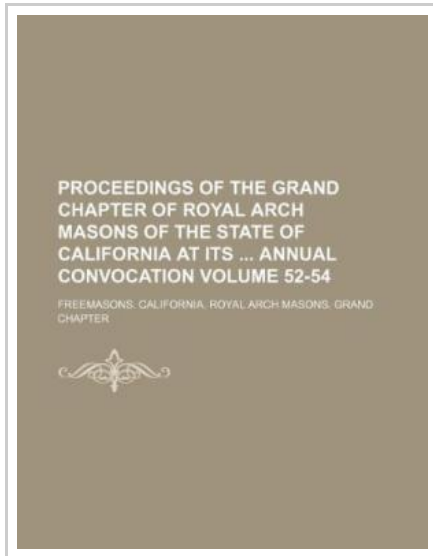 PROCEEDINGS OF THE GRAND
CHAPTER OF ROYAL ARCH
MASONS OF THE STATE OF
CALIFORNIA AT ITS ... ANNUAL
CONVOCATION VOLUME 52-54
FREEMASONS. CALIFORNIA. ROYAL ARCH MASONS. GRAND
CHAPTER